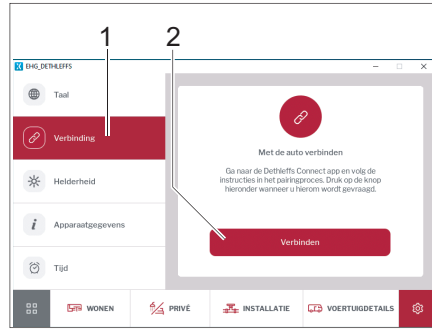 1 2
EHG_DETHLEFFS
Taal
Verbinding
Helderheid
Apparaatgegevens
Tijd
Met de auto verbinden
Ga naar de Dethleffs Connect app en volg de
instructies in het pairingproces. Druk op de knop
hieronder wanneer u hierom wordt gevraagd.
Verbinden
WONEN PRIVÉ INSTALLATIE VOERTUIGDETAILS